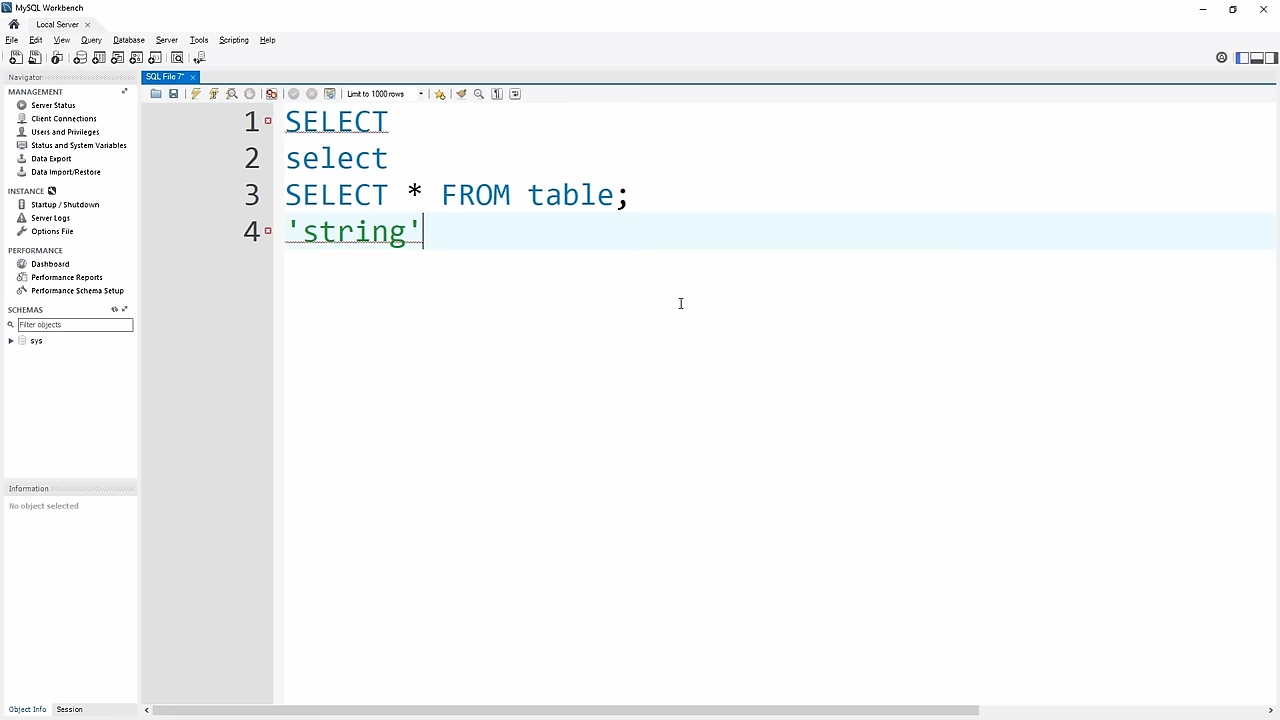 MySQL Workbench
Local Server
File Edit View Query Database Server Tools Scripting Help
Navigator
SQL File 7*
MANAGEMENT
Server Status
Client Connections
Users and Privileges
Status and System Variables
Data Export
Data Import/Restore
INSTANCE
Startup / Shutdown
Server Logs
Options File
PERFORMANCE
Dashboard
Performance Reports
Performance Schema Setup
SCHEMAS
Filter objects
sys
Information
No object selected
Object Info Session
Limit to 1000 rows
1 SELECT
2 select
3 SELECT * FROM table;
4 'string'